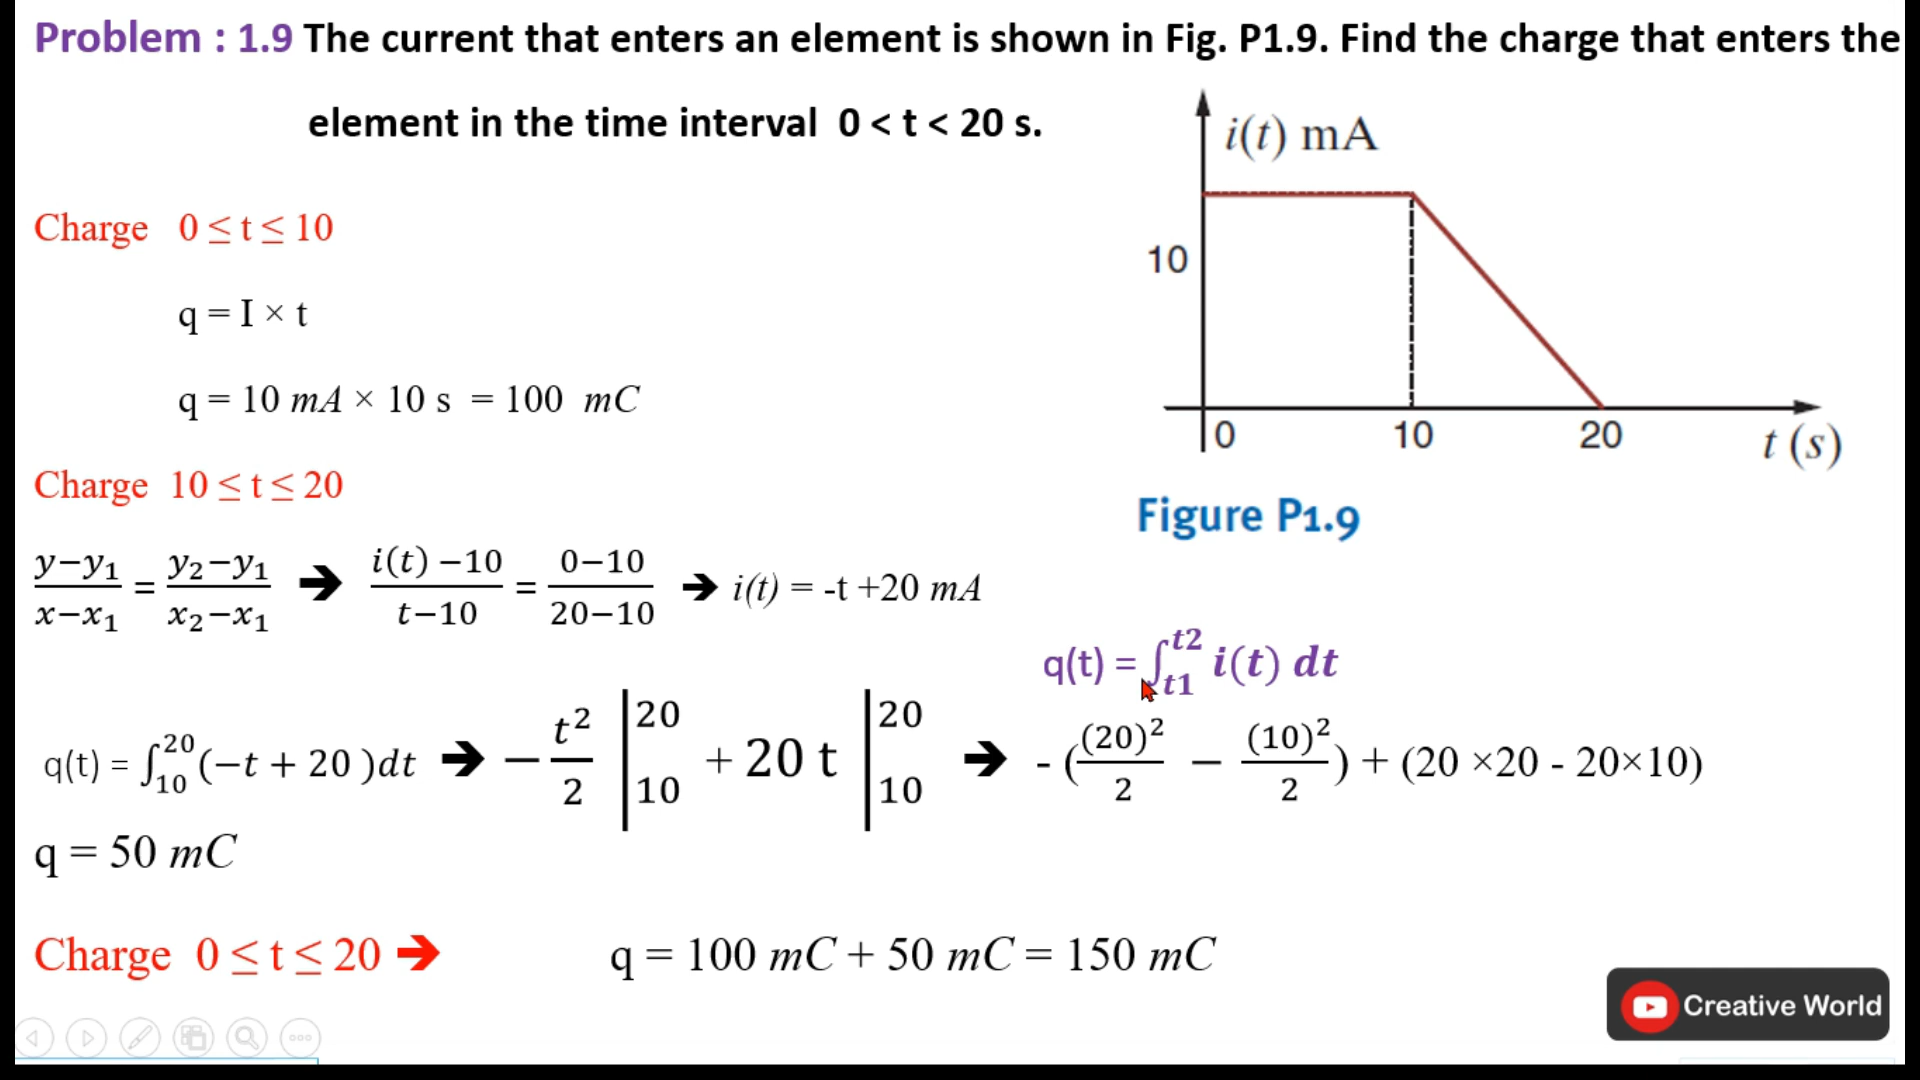 Problem : 1.9 The current that enters an element is shown in Fig. P1.9. Find the charge that enters the
element in the time interval 0 < t < 20 s.
i(t) mA
10
0 10 20 t (s)
Figure P1.9
Charge 0 ≤ t ≤ 10
q = I × t
q = 10 mA × 10 s = 100 mC
Charge 10 ≤ t ≤ 20
(y−y₁)/(x−x₁) = (y₂−y₁)/(x₂−x₁) ➔ (i(t) −10)/(t−10) = (0−10)/(20−10) ➔ i(t) = -t +20 mA
q(t) = ∫_{t1}^{t2} i(t) dt
q(t) = ∫_{10}^{20} (−t + 20 )dt ➔ − t²/2 |_{10}^{20} + 20 t |_{10}^{20} ➔ - ((20)²/2 − (10)²/2) + (20 ×20 - 20×10)
q = 50 mC
Charge 0 ≤ t ≤ 20 ➔ q = 100 mC + 50 mC = 150 mC
Creative World